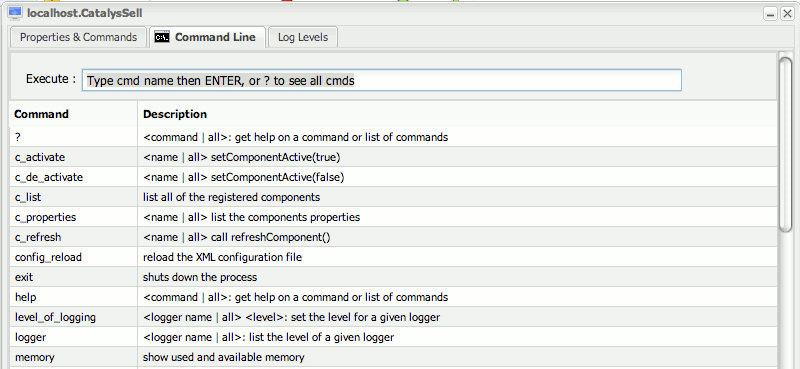 localhost.CatalysSell
Properties & Commands Command Line Log Levels
Execute : Type cmd name then ENTER, or ? to see all cmds
Command Description
? <command | all>: get help on a command or list of commands
c_activate <name | all> setComponentActive(true)
c_de_activate <name | all> setComponentActive(false)
c_list list all of the registered components
c_properties <name | all> list the components properties
c_refresh <name | all> call refreshComponent()
config_reload reload the XML configuration file
exit shuts down the process
help <command | all>: get help on a command or list of commands
level_of_logging <logger name | all> <level>: set the level for a given logger
logger <logger name | all>: list the level of a given logger
memory show used and available memory